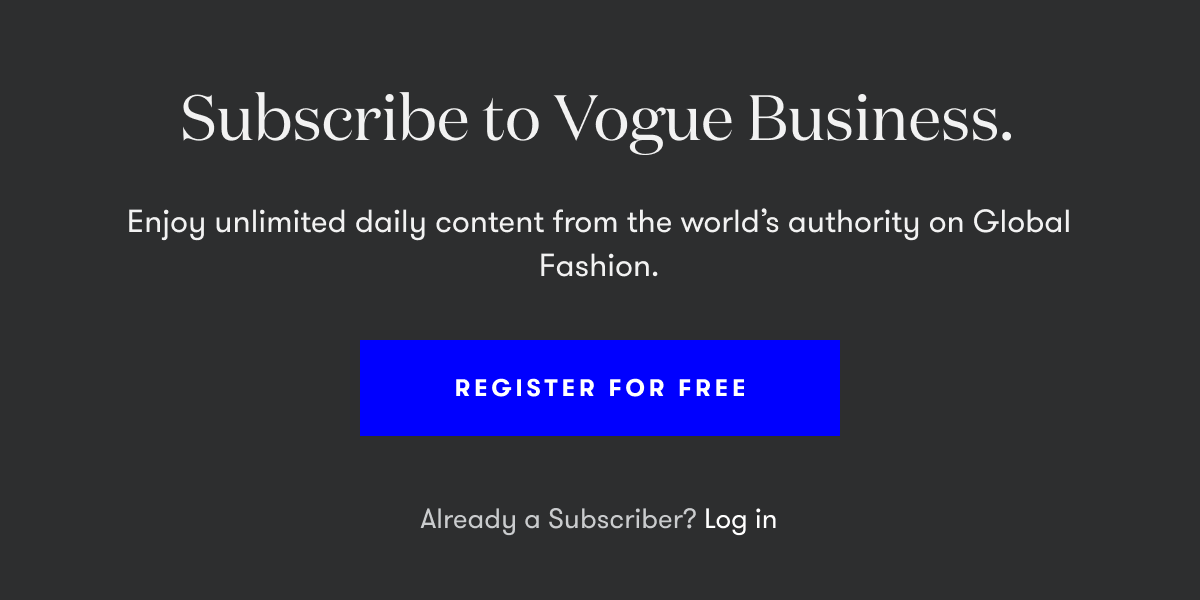 Subscribe to Vogue Business.
Enjoy unlimited daily content from the world’s authority on Global
Fashion.
REGISTER FOR FREE
Already a Subscriber? Log in